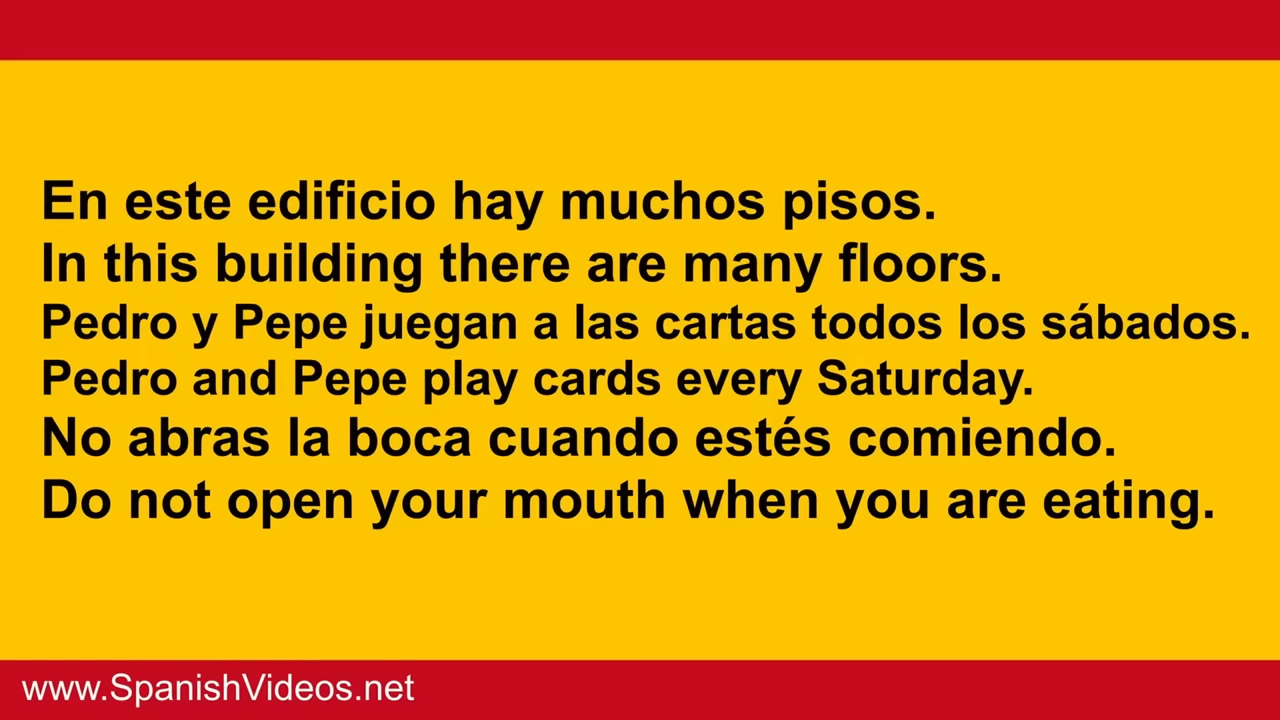 En este edificio hay muchos pisos.
In this building there are many floors.
Pedro y Pepe juegan a las cartas todos los sábados.
Pedro and Pepe play cards every Saturday.
No abras la boca cuando estés comiendo.
Do not open your mouth when you are eating.
www.SpanishVideos.net